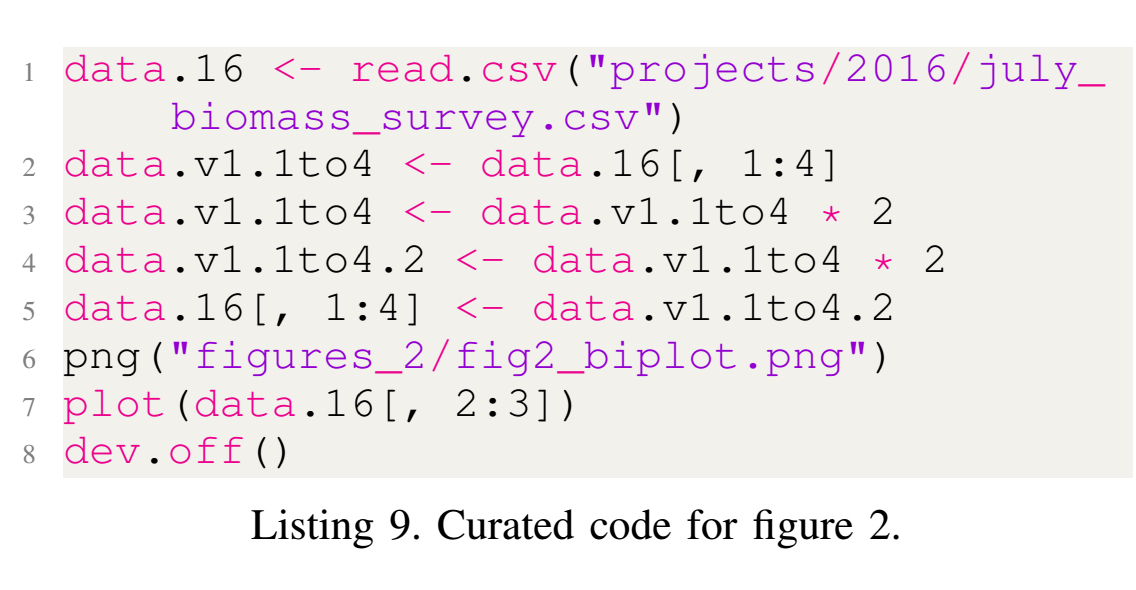 1 data.16 <- read.csv("projects/2016/july_
biomass_survey.csv")
2 data.v1.1to4 <- data.16[, 1:4]
3 data.v1.1to4 <- data.v1.1to4 * 2
4 data.v1.1to4.2 <- data.v1.1to4 * 2
5 data.16[, 1:4] <- data.v1.1to4.2
6 png("figures_2/fig2_biplot.png")
7 plot(data.16[, 2:3])
8 dev.off()
Listing 9. Curated code for figure 2.